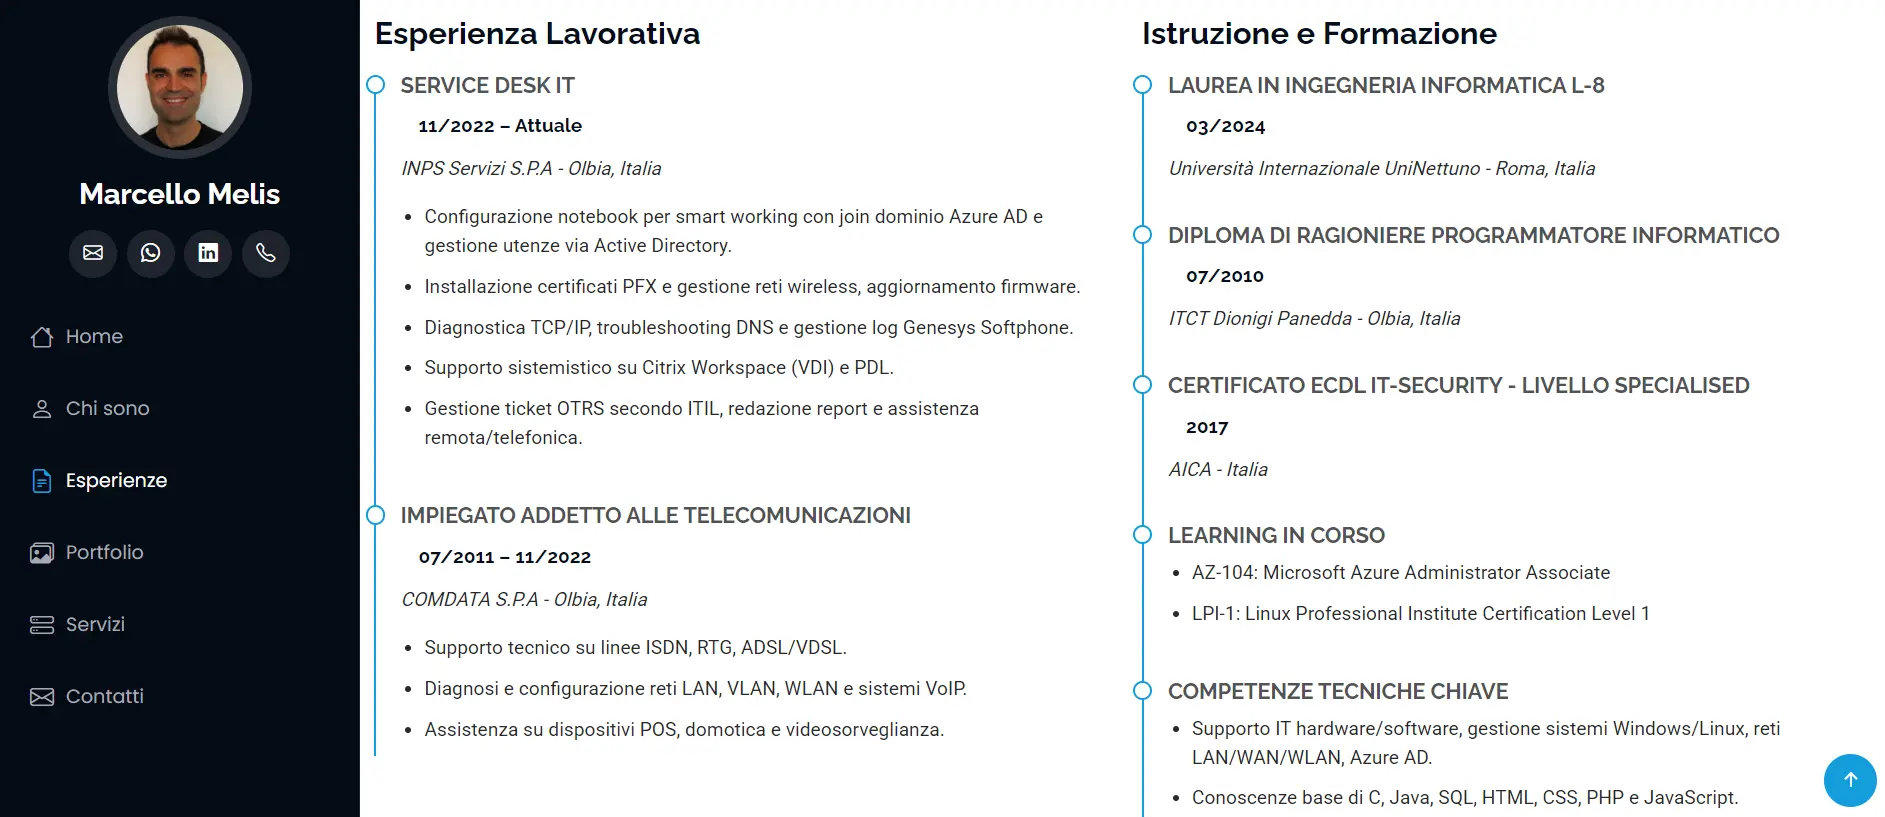 Marcello Melis
Home
Chi sono
Esperienze
Portfolio
Servizi
Contatti
Esperienza Lavorativa
SERVICE DESK IT
11/2022 – Attuale
INPS Servizi S.P.A - Olbia, Italia
• Configurazione notebook per smart working con join dominio Azure AD e
gestione utenze via Active Directory.
• Installazione certificati PFX e gestione reti wireless, aggiornamento firmware.
• Diagnostica TCP/IP, troubleshooting DNS e gestione log Genesys Softphone.
• Supporto sistemistico su Citrix Workspace (VDI) e PDL.
• Gestione ticket OTRS secondo ITIL, redazione report e assistenza
remota/telefonica.
IMPIEGATO ADDETTO ALLE TELECOMUNICAZIONI
07/2011 – 11/2022
COMDATA S.P.A - Olbia, Italia
• Supporto tecnico su linee ISDN, RTG, ADSL/VDSL.
• Diagnosi e configurazione reti LAN, VLAN, WLAN e sistemi VoIP.
• Assistenza su dispositivi POS, domotica e videosorveglianza.
Istruzione e Formazione
LAUREA IN INGEGNERIA INFORMATICA L-8
03/2024
Università Internazionale UniNettuno - Roma, Italia
DIPLOMA DI RAGIONIERE PROGRAMMATORE INFORMATICO
07/2010
ITCT Dionigi Panedda - Olbia, Italia
CERTIFICATO ECDL IT-SECURITY - LIVELLO SPECIALISED
2017
AICA - Italia
LEARNING IN CORSO
• AZ-104: Microsoft Azure Administrator Associate
• LPI-1: Linux Professional Institute Certification Level 1
COMPETENZE TECNICHE CHIAVE
• Supporto IT hardware/software, gestione sistemi Windows/Linux, reti
LAN/WAN/WLAN, Azure AD.
• Conoscenze base di C, Java, SQL, HTML, CSS, PHP e JavaScript.